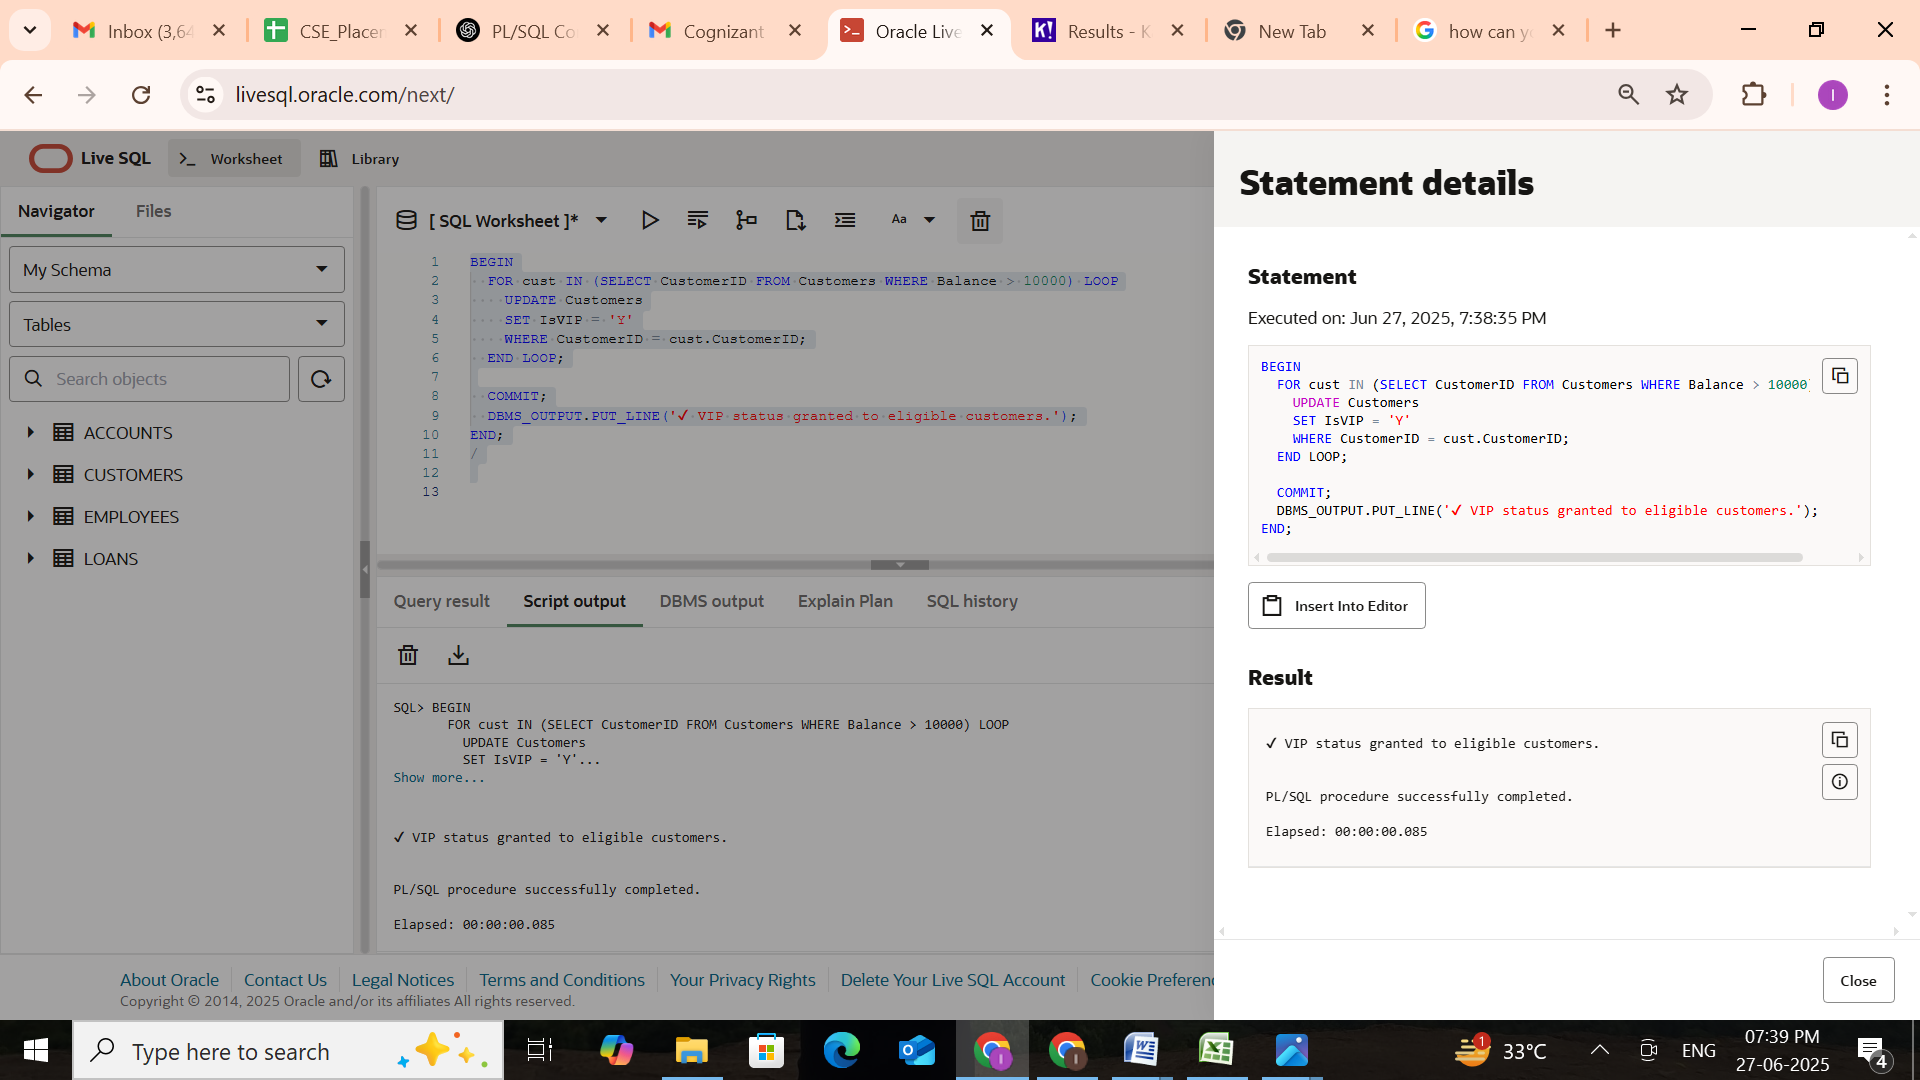 Inbox (3,64
CSE_Placem
PL/SQL Co
Cognizant
Oracle Live
Results - K
New Tab
how can yo
livesql.oracle.com/next/
I
Live SQL
Worksheet
Library
Navigator
Files
My Schema
Tables
Search objects
ACCOUNTS
CUSTOMERS
EMPLOYEES
LOANS
[ SQL Worksheet ]*
Aa
1 BEGIN
2 FOR cust IN (SELECT CustomerID FROM Customers WHERE Balance > 10000) LOOP
3 UPDATE Customers
4 SET IsVIP = 'Y'
5 WHERE CustomerID = cust.CustomerID;
6 END LOOP;
7
8 COMMIT;
9 DBMS_OUTPUT.PUT_LINE('✓ VIP status granted to eligible customers.');
10 END;
11 /
12
13
Query result
Script output
DBMS output
Explain Plan
SQL history
SQL> BEGIN
FOR cust IN (SELECT CustomerID FROM Customers WHERE Balance > 10000) LOOP
UPDATE Customers
SET IsVIP = 'Y'...
Show more...
✓ VIP status granted to eligible customers.
PL/SQL procedure successfully completed.
Elapsed: 00:00:00.085
Statement details
Statement
Executed on: Jun 27, 2025, 7:38:35 PM
BEGIN
FOR cust IN (SELECT CustomerID FROM Customers WHERE Balance > 10000)
UPDATE Customers
SET IsVIP = 'Y'
WHERE CustomerID = cust.CustomerID;
END LOOP;
COMMIT;
DBMS_OUTPUT.PUT_LINE('✓ VIP status granted to eligible customers.');
END;
Insert Into Editor
Result
✓ VIP status granted to eligible customers.
PL/SQL procedure successfully completed.
Elapsed: 00:00:00.085
Close
About Oracle
Contact Us
Legal Notices
Terms and Conditions
Your Privacy Rights
Delete Your Live SQL Account
Cookie Preferen
Copyright © 2014, 2025 Oracle and/or its affiliates All rights reserved.
Type here to search
1
33°C
ENG
07:39 PM
27-06-2025
4